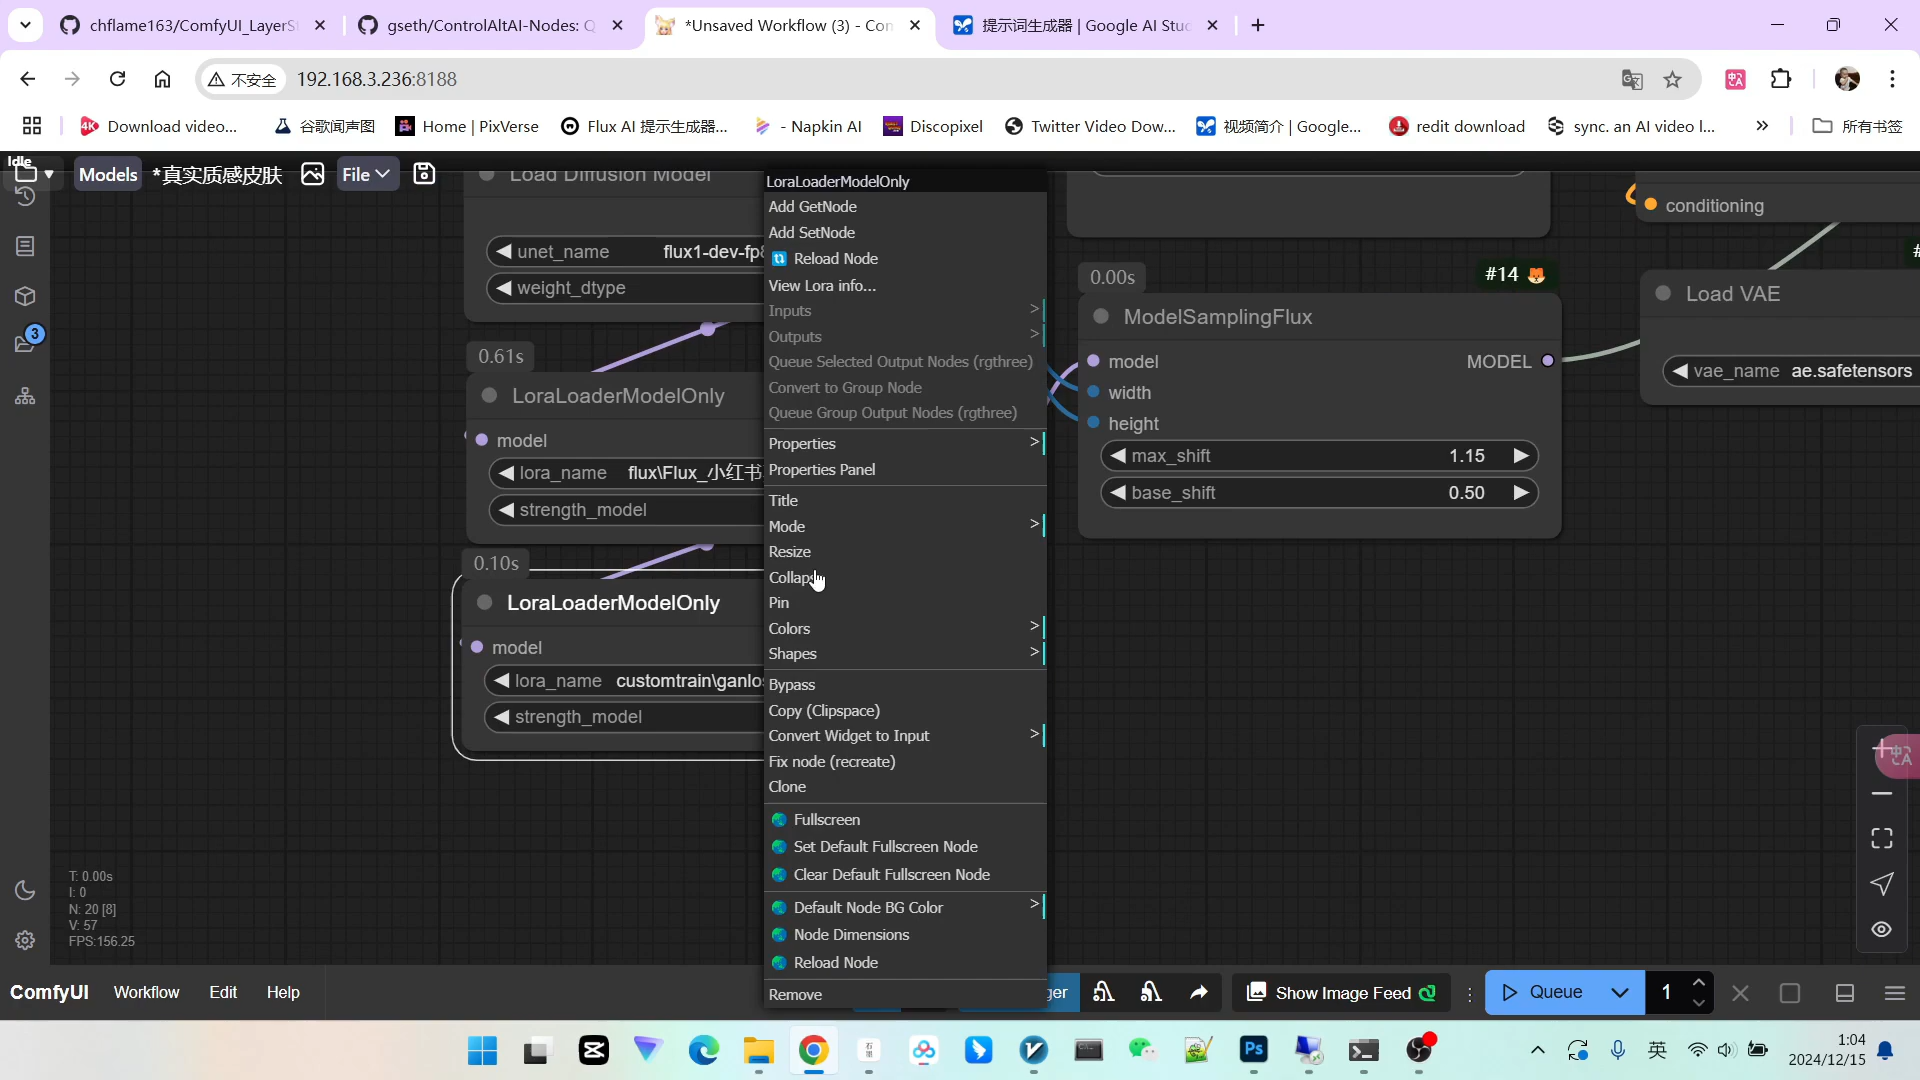 chflame163/ComfyUI_LayerS
gseth/ControlAltAI-Nodes: Q
*Unsaved Workflow (3) - Con
提示词生成器 | Google AI Stud
不安全
192.168.3.236:8188
Download video...
谷歌闻声图
Home | PixVerse
Flux AI 提示生成器...
- Napkin AI
Discopixel
Twitter Video Dow...
视频简介 | Google...
redit download
sync. an AI video l...
所有书签
Idle
Models
*真实质感皮肤
File
Load Diffusion Model
unet_name flux1-dev-fp8
weight_dtype
0.61s
LoraLoaderModelOnly
model
lora_name flux\Flux_小红书
strength_model
0.10s
LoraLoaderModelOnly
model
lora_name customtrain\ganlos
strength_model
LoraLoaderModelOnly
Add GetNode
Add SetNode
Reload Node
View Lora info...
Inputs >
Outputs >
Queue Selected Output Nodes (rgthree)
Convert to Group Node
Queue Group Output Nodes (rgthree)
Properties >
Properties Panel
Title
Mode >
Resize
Collaps
Pin
Colors >
Shapes >
Bypass
Copy (Clipspace)
Convert Widget to Input >
Fix node (recreate)
Clone
Fullscreen
Set Default Fullscreen Node
Clear Default Fullscreen Node
Default Node BG Color >
Node Dimensions
Reload Node
Remove
0.00s
#14
ModelSamplingFlux
model MODEL
width
height
max_shift 1.15
base_shift 0.50
conditioning
#
Load VAE
vae_name ae.safetensors
3
T: 0.00s
I: 0
N: 20 [8]
V: 57
FPS:156.25
ComfyUI
Workflow
Edit
Help
ger
Show Image Feed
Queue
1
英
1:04
2024/12/15